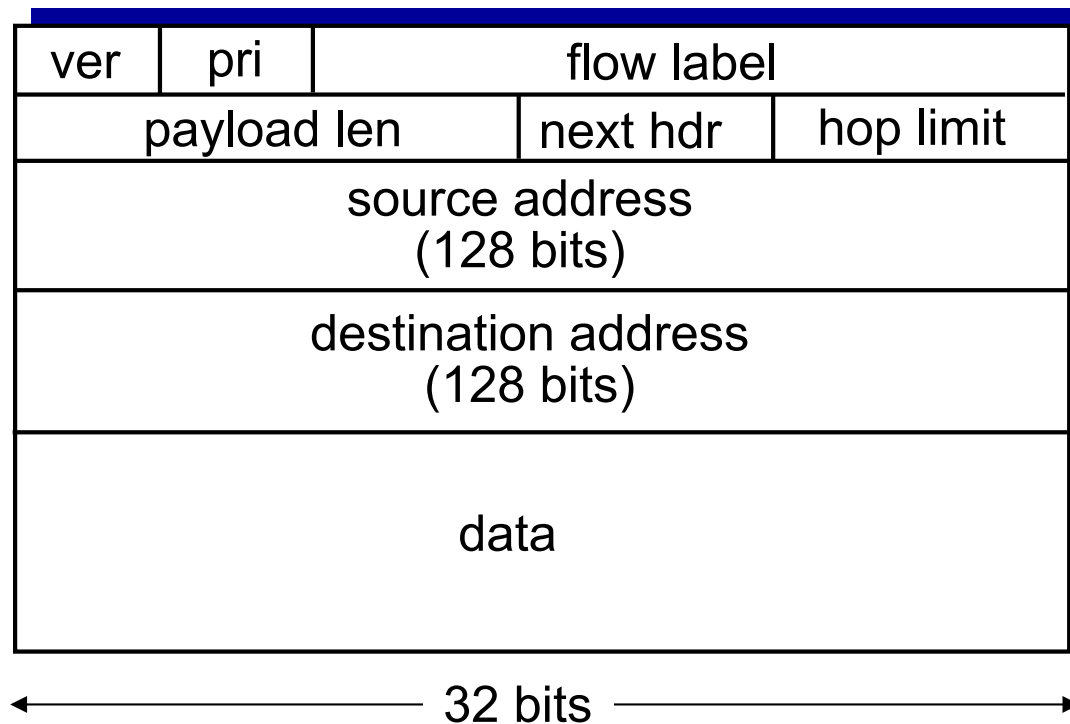 ver pri flow label
payload len next hdr hop limit
source address
(128 bits)
destination address
(128 bits)
data
32 bits